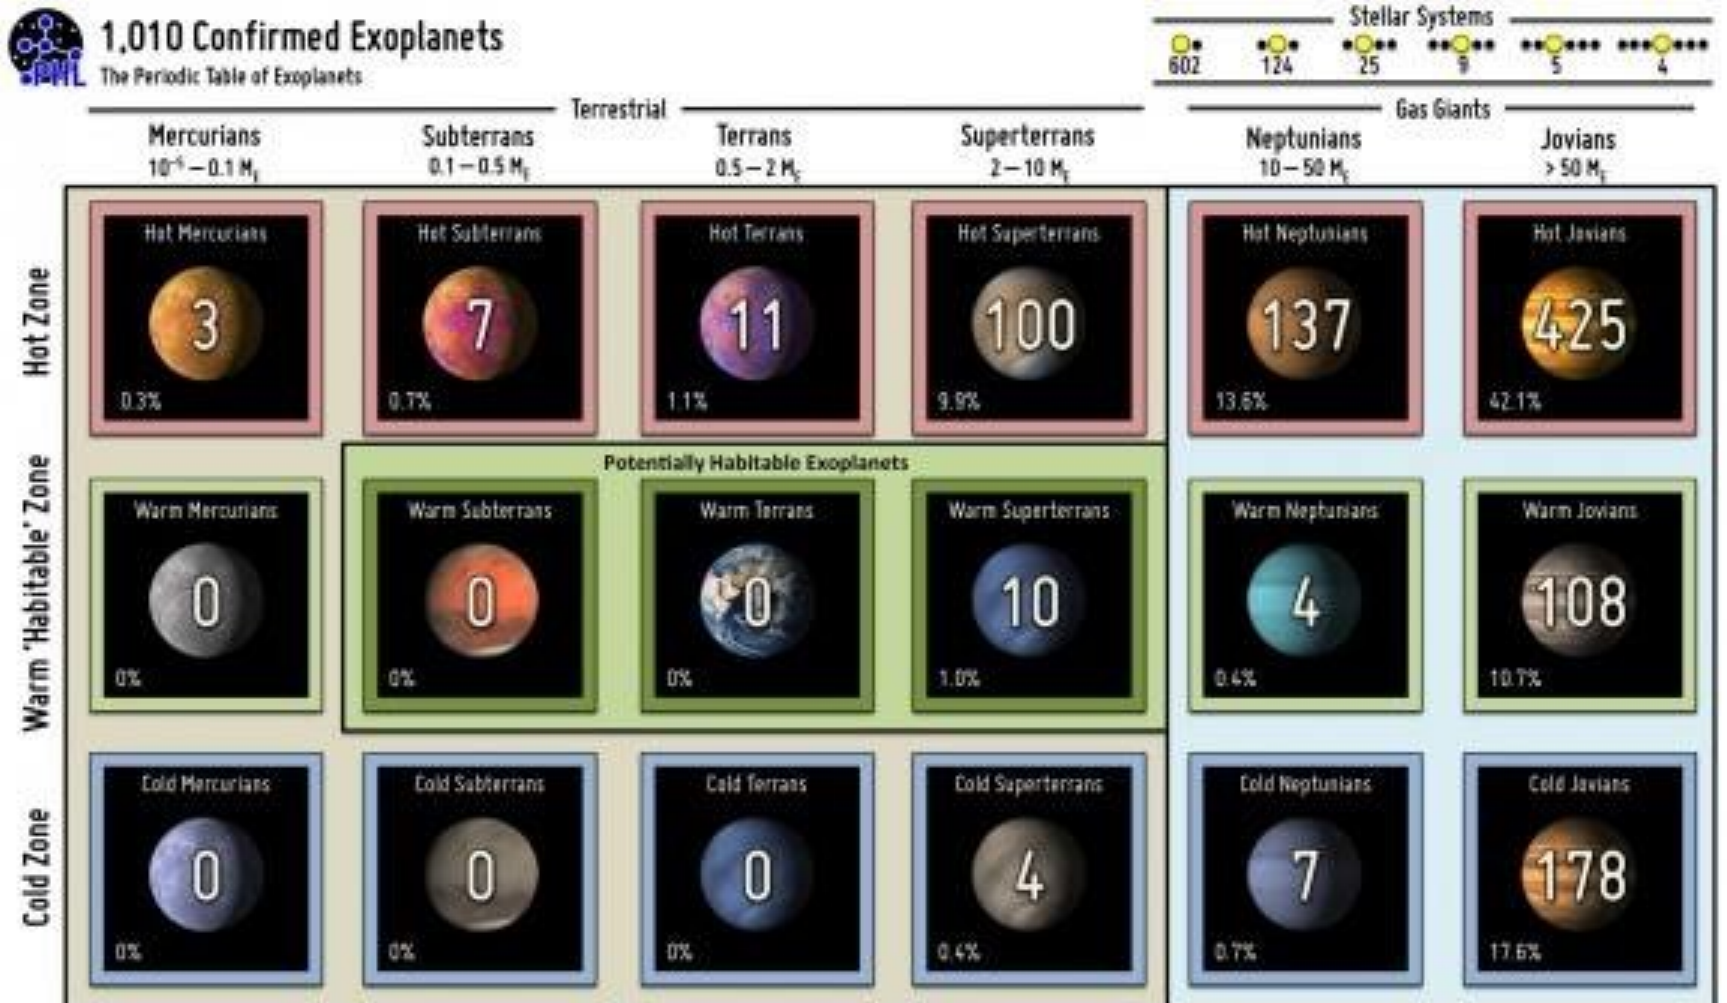 PHL
1,010 Confirmed Exoplanets
The Periodic Table of Exoplanets
Stellar Systems
602 124 25 9 5 4
Terrestrial
Gas Giants
Mercurians Subterrans Terrans Superterrans Neptunians Jovians
10⁻⁵ – 0.1 M_E 0.1 – 0.5 M_E 0.5 – 2 M_E 2 – 10 M_E 10 – 50 M_E > 50 M_E
Hot Zone
Hot Mercurians Hot Subterrans Hot Terrans Hot Superterrans Hot Neptunians Hot Jovians
3 7 11 100 137 425
0.3% 0.7% 1.1% 9.9% 13.6% 42.1%
Warm 'Habitable' Zone
Potentially Habitable Exoplanets
Warm Mercurians Warm Subterrans Warm Terrans Warm Superterrans Warm Neptunians Warm Jovians
0 0 0 10 4 108
0% 0% 0% 1.0% 0.4% 10.7%
Cold Zone
Cold Mercurians Cold Subterrans Cold Terrans Cold Superterrans Cold Neptunians Cold Jovians
0 0 0 4 7 178
0% 0% 0% 0.4% 0.7% 17.6%